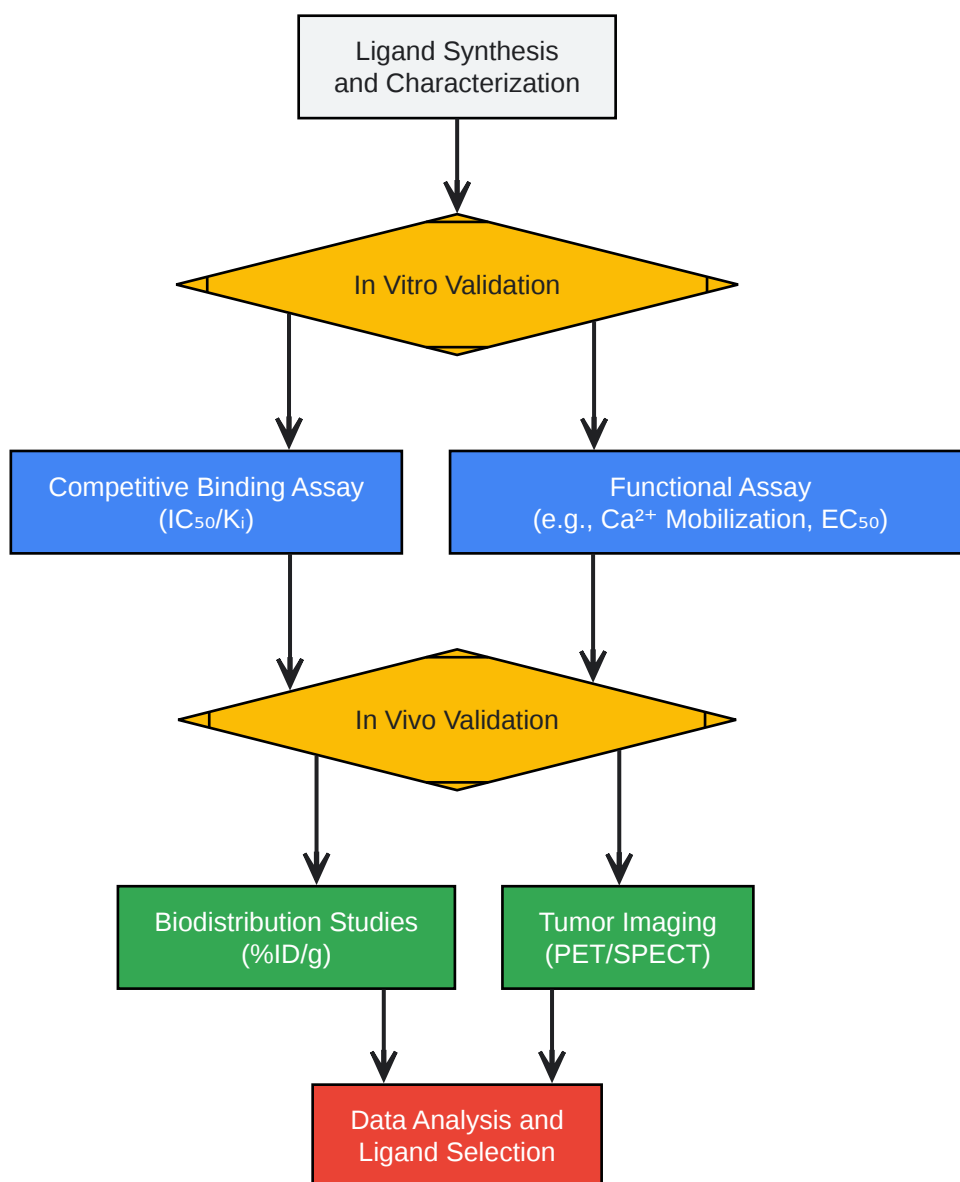 Ligand Synthesis
and Characterization
In Vitro Validation
Competitive Binding Assay
(IC₅₀/Kᵢ)
Functional Assay
(e.g., Ca²⁺ Mobilization, EC₅₀)
In Vivo Validation
Biodistribution Studies
(%ID/g)
Tumor Imaging
(PET/SPECT)
Data Analysis and
Ligand Selection